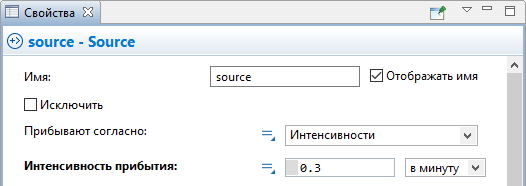 Свойства
source - Source
Имя: source Отображать имя
Исключить
Прибывают согласно: Интенсивности
Интенсивность прибытия: 0.3 в минуту